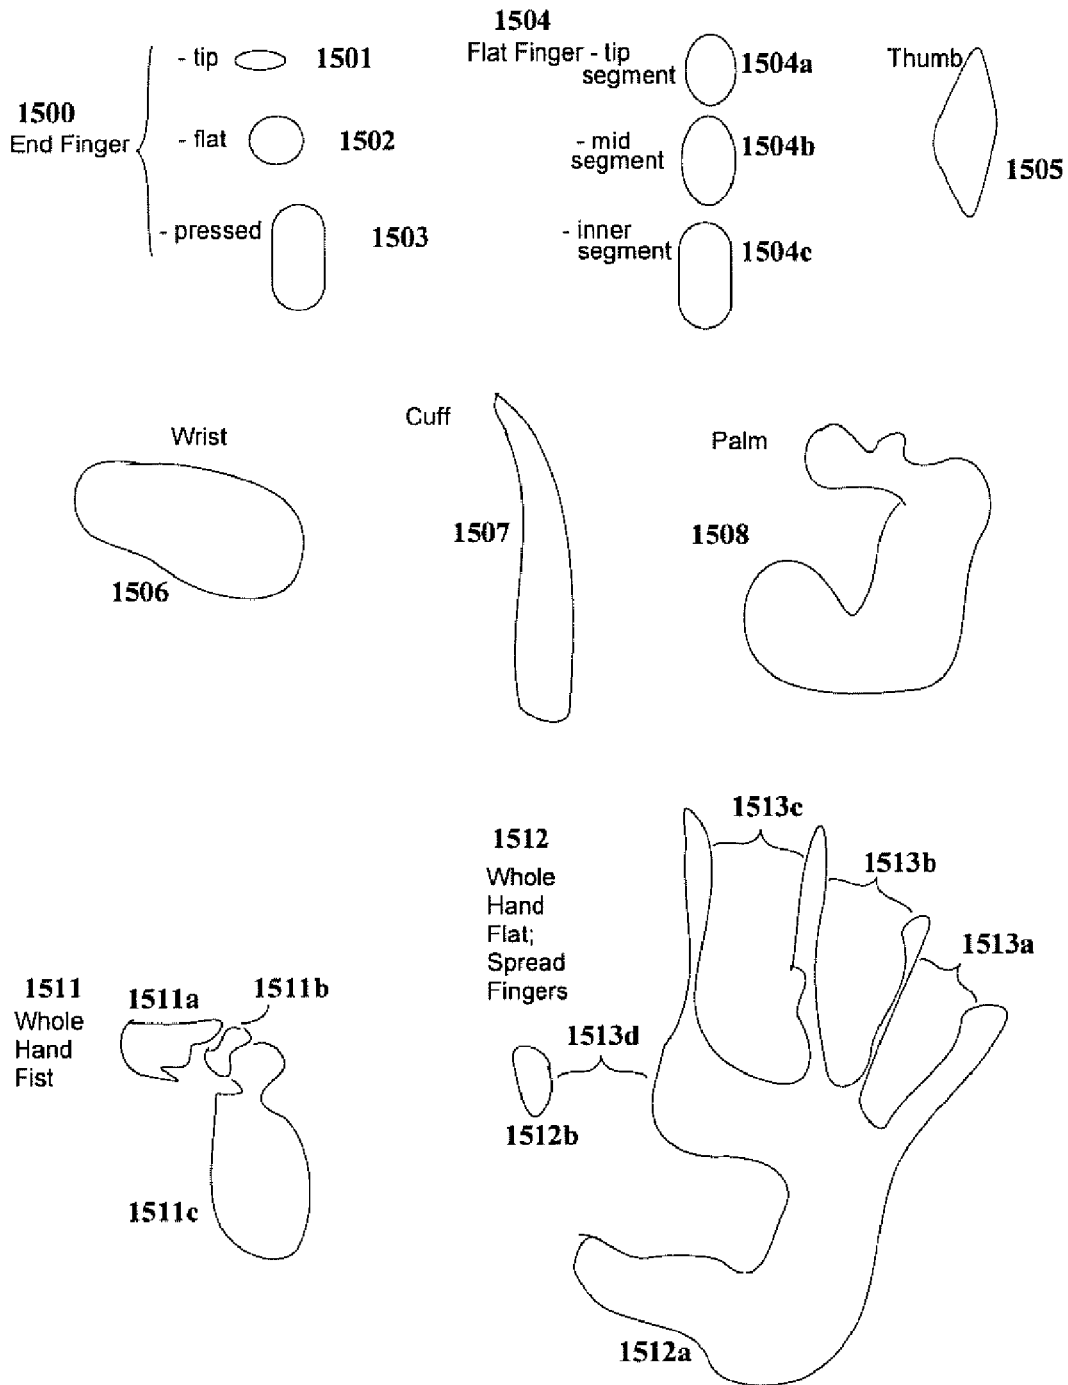 1500
End Finger
- tip 1501
- flat 1502
- pressed 1503
1504
Flat Finger - tip
segment 1504a
- mid
segment 1504b
- inner
segment 1504c
Thumb
1505
Wrist
1506
Cuff
1507
Palm
1508
1511
Whole
Hand
Fist
1511a
1511b
1511c
1512
Whole
Hand
Flat;
Spread
Fingers
1513c
1513b
1513a
1513d
1512b
1512a